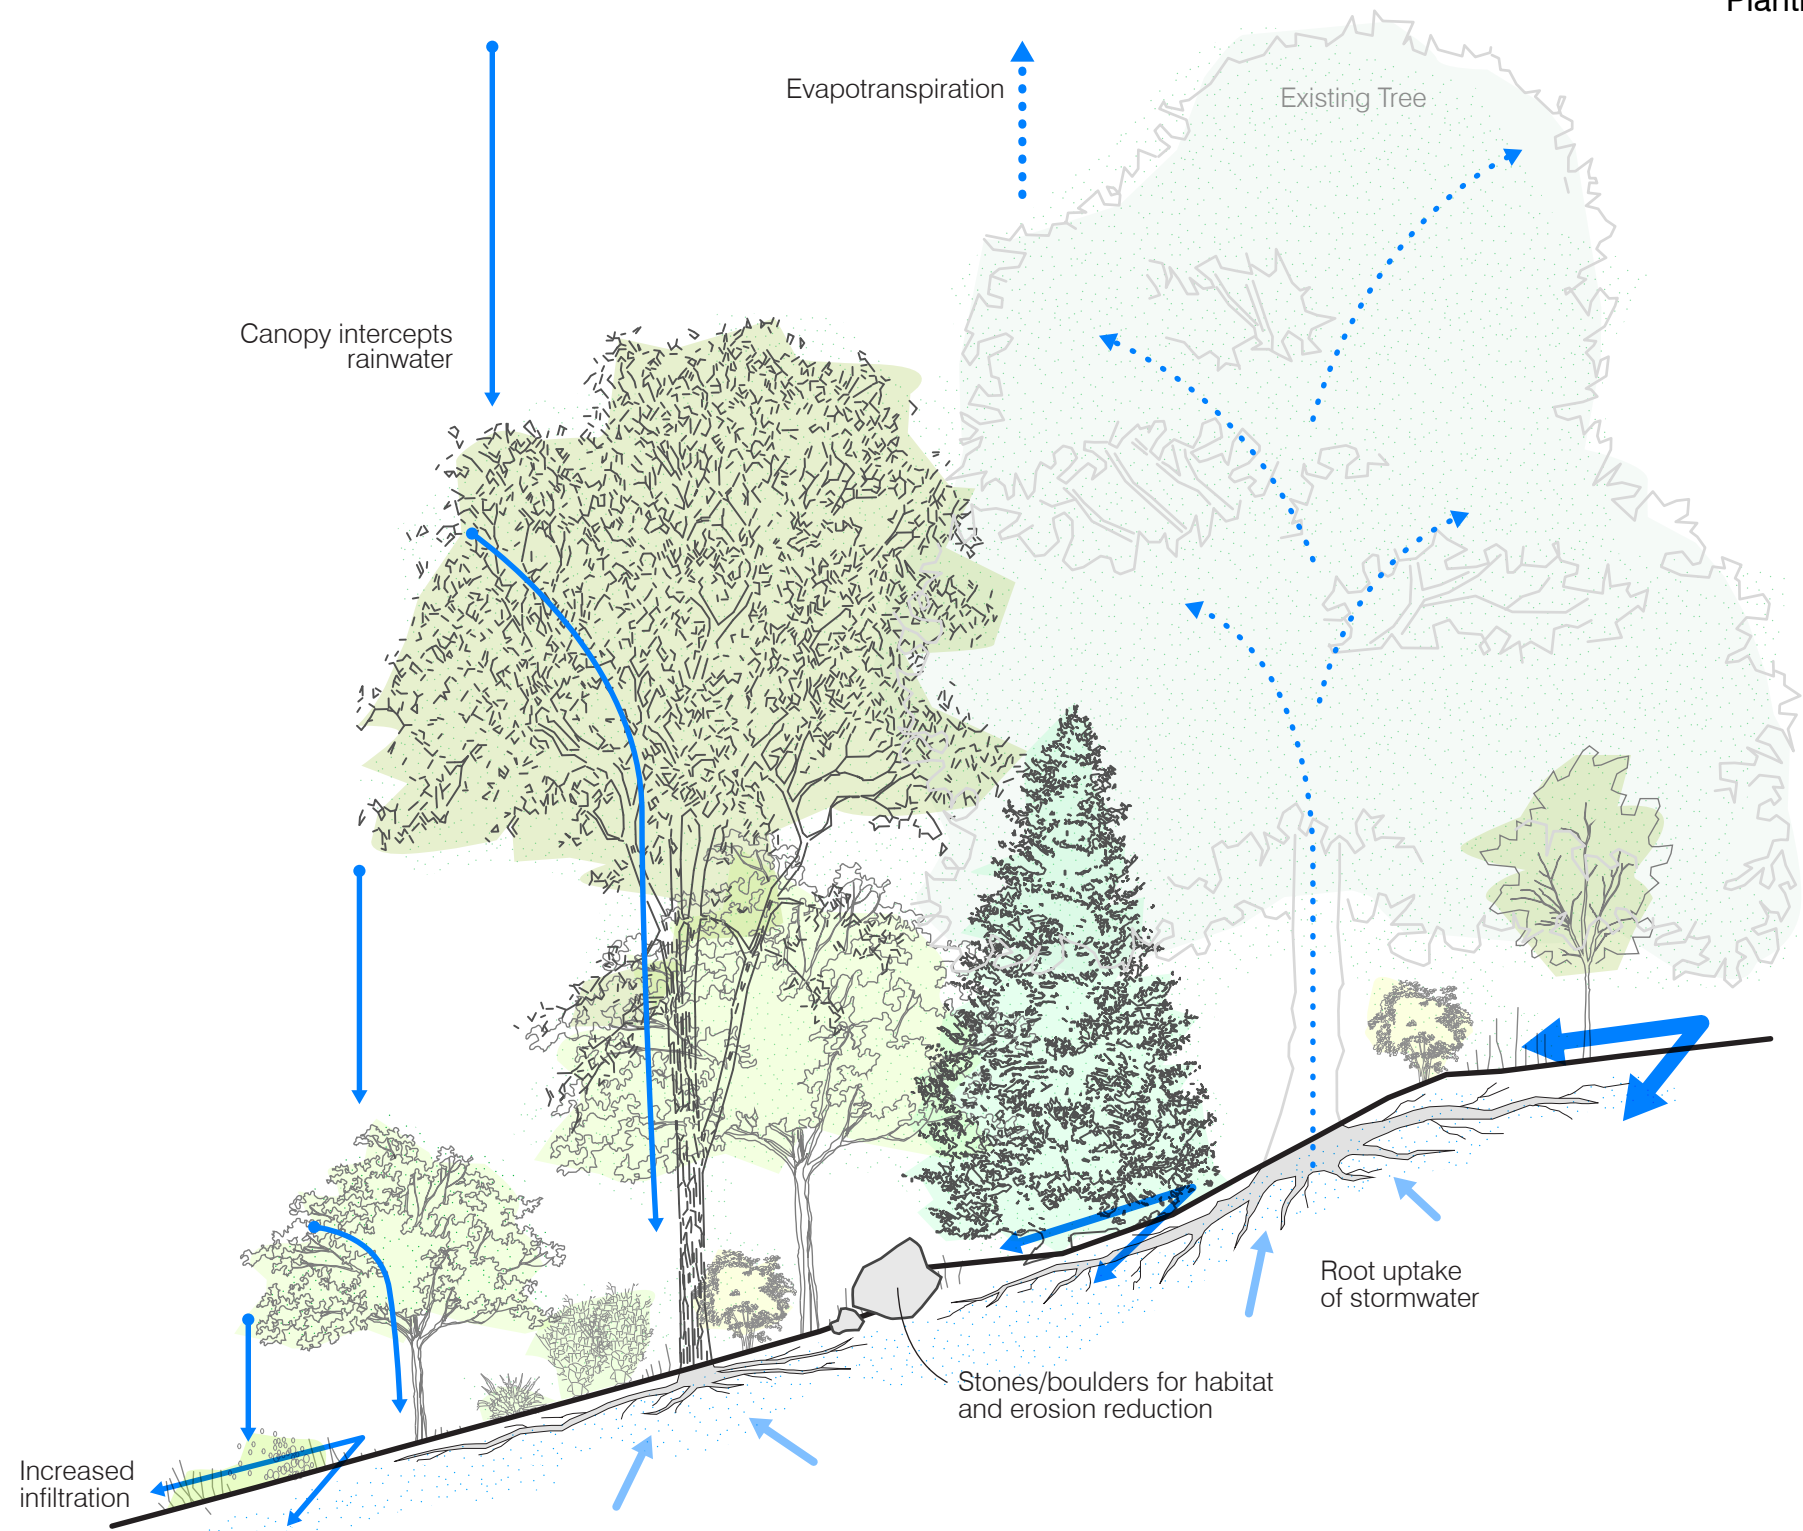 Evapotranspiration
Existing Tree
Canopy intercepts
rainwater
Root uptake
of stormwater
Stones/boulders for habitat
and erosion reduction
Increased
infiltration